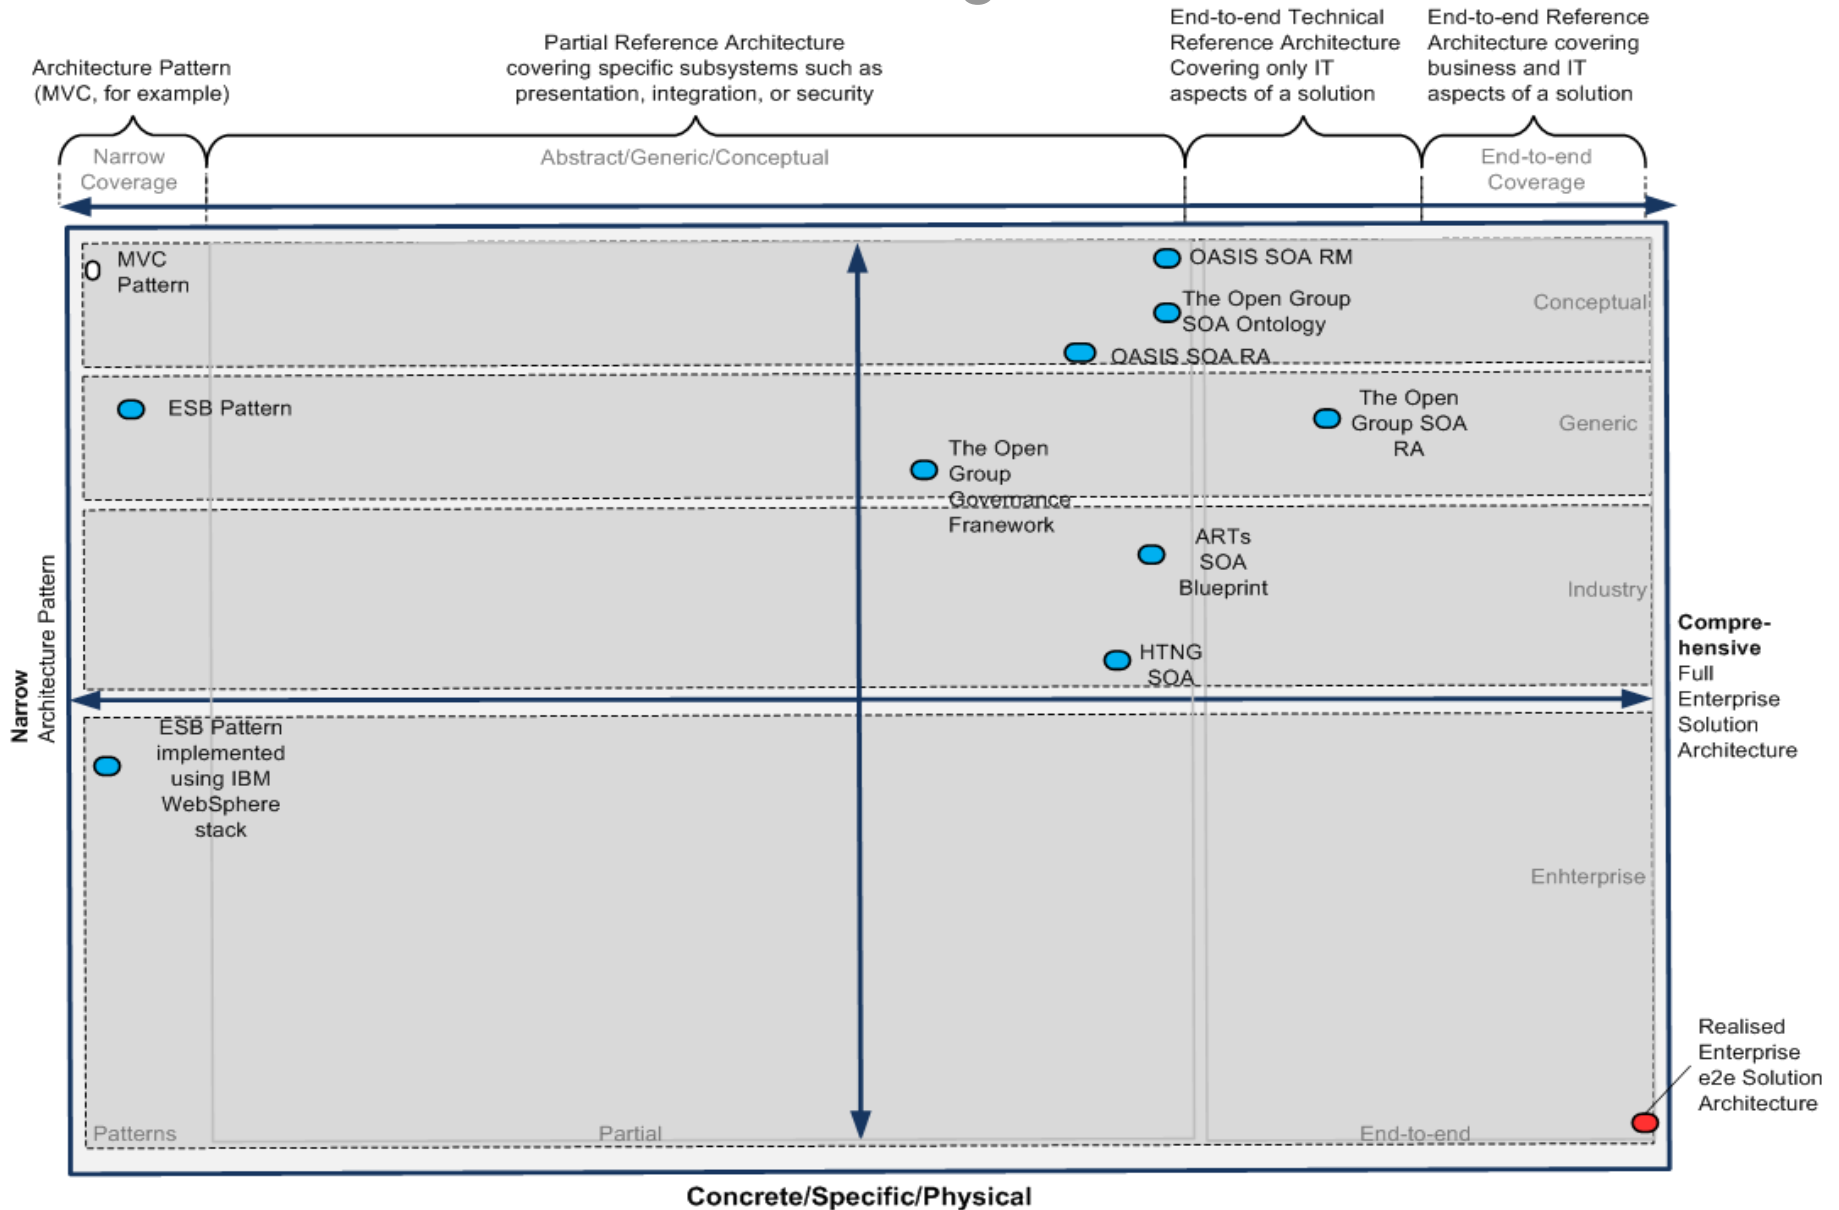 Architecture Pattern
(MVC, for example)
Partial Reference Architecture
covering specific subsystems such as
presentation, integration, or security
End-to-end Technical
Reference Architecture
Covering only IT
aspects of a solution
End-to-end Reference
Architecture covering
business and IT
aspects of a solution
Narrow
Coverage
Abstract/Generic/Conceptual
End-to-end
Coverage
MVC
Pattern
OASIS SOA RM
The Open Group
SOA Ontology
OASIS SOA RA
Conceptual
ESB Pattern
The Open
Group SOA
RA
Generic
The Open
Group
Governance
Franework
ARTs
SOA
Blueprint
Industry
HTNG
SOA
Narrow
Architecture Pattern
Compre-
hensive
Full
Enterprise
Solution
Architecture
ESB Pattern
implemented
using IBM
WebSphere
stack
Enhterprise
Realised
Enterprise
e2e Solution
Architecture
Patterns
Partial
End-to-end
Concrete/Specific/Physical